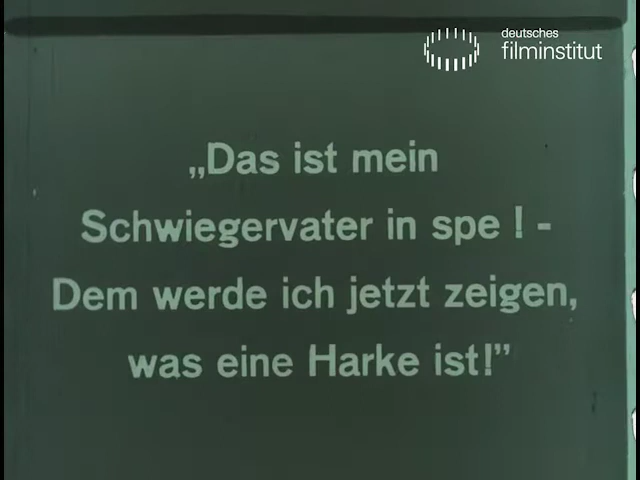 deutsches
filminstitut
„Das ist mein
Schwiegervater in spe! -
Dem werde ich jetzt zeigen,
was eine Harke ist!”